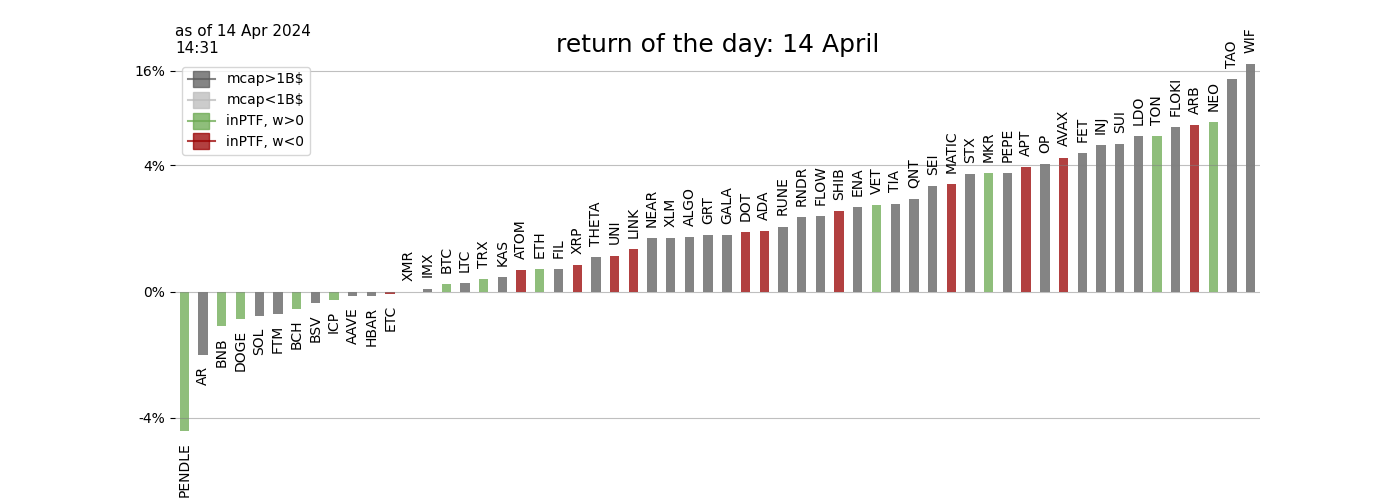 as of 14 Apr 2024
14:31
return of the day: 14 April
mcap>1B$
mcap<1B$
inPTF, w>0
inPTF, w<0
16%
4%
0%
-4%
PENDLE
AR
BNB
DOGE
SOL
FTM
BCH
BSV
ICP
AAVE
HBAR
ETC
XMR
IMX
BTC
LTC
TRX
KAS
ATOM
ETH
FIL
XRP
THETA
UNI
LINK
NEAR
XLM
ALGO
GRT
GALA
DOT
ADA
RUNE
RNDR
FLOW
SHIB
ENA
VET
TIA
QNT
SEI
MATIC
STX
MKR
PEPE
APT
OP
AVAX
FET
INJ
SUI
LDO
TON
FLOKI
ARB
NEO
TAO
WIF